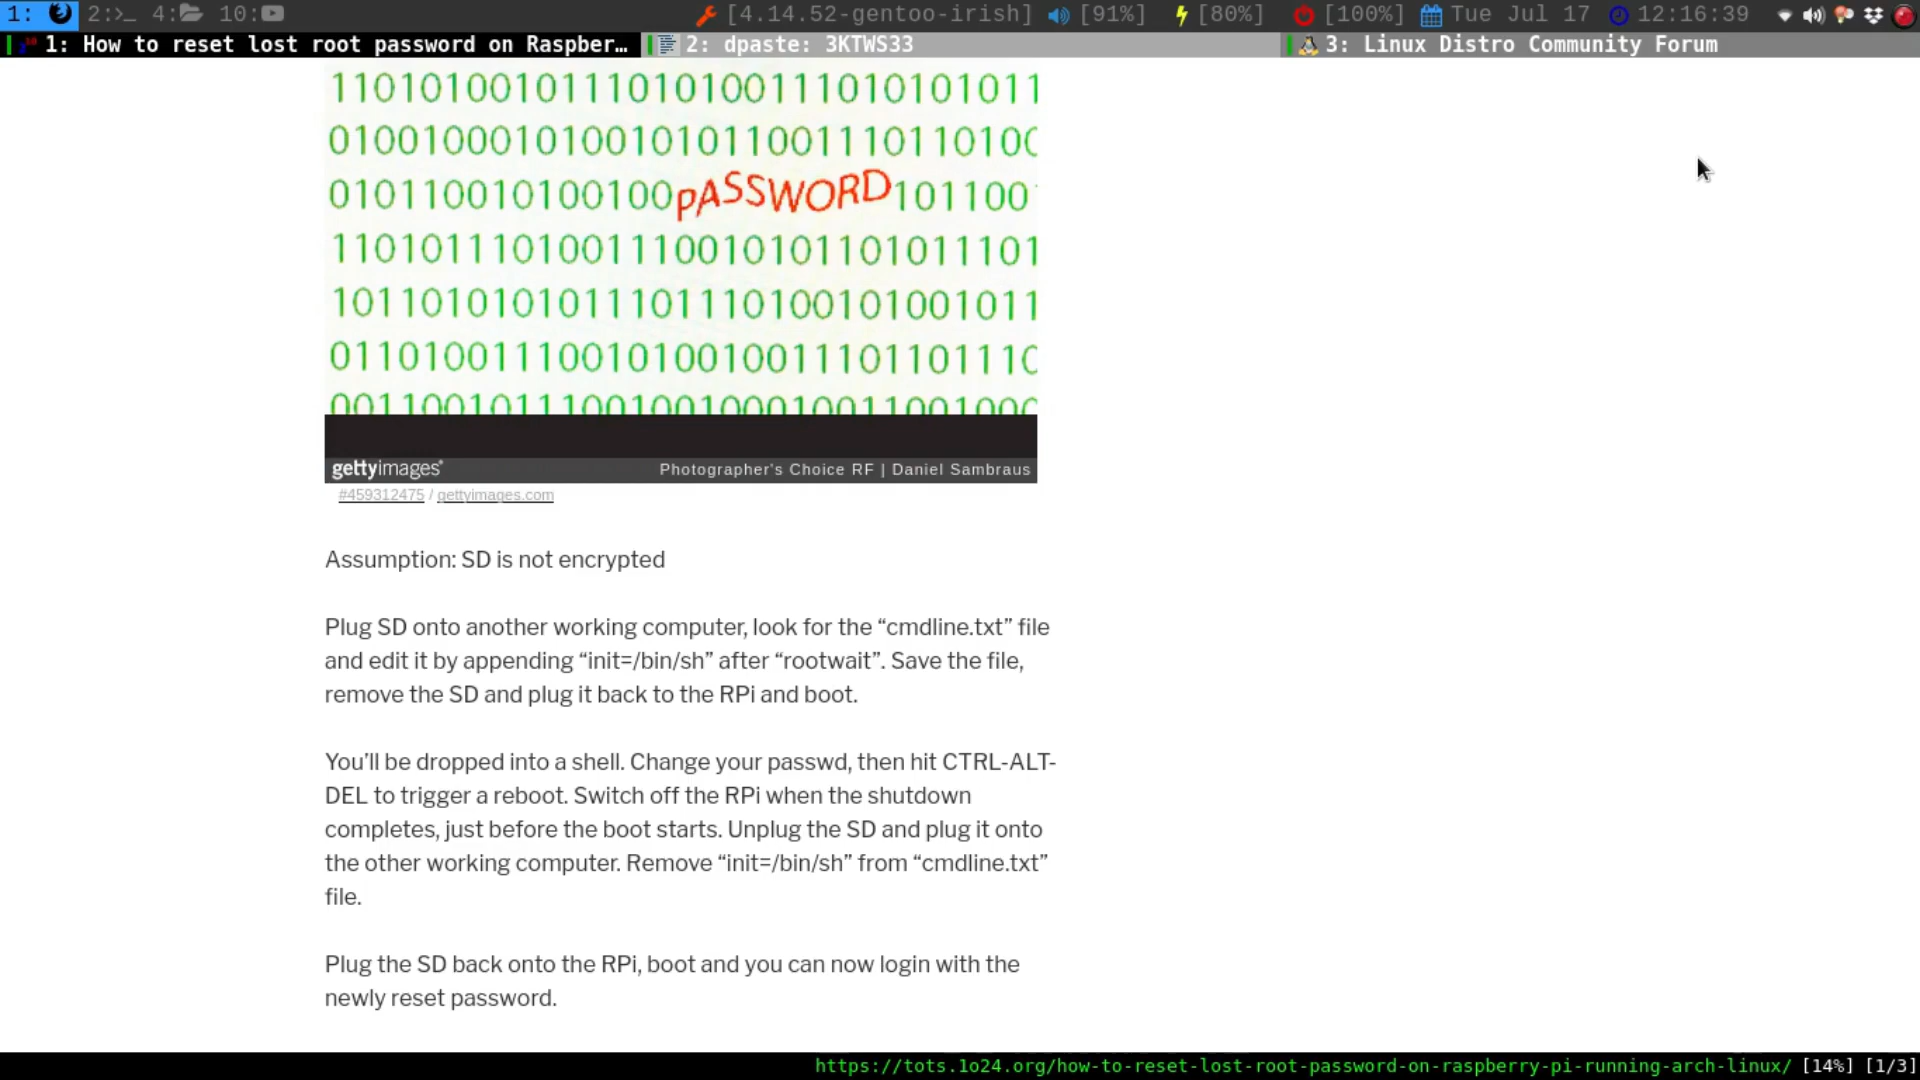 1: 2:>_ 4: 10: [4.14.52-gentoo-irish] [91%] [80%] [100%] Tue Jul 17 12:16:39
1: How to reset lost root password on Raspber… 2: dpaste: 3KTWS33 3: Linux Distro Community Forum
1101010010111010100111010101011
010010001010010101100111011010
010110010100100pASSWORD101100
1101011101001110010101101011101
1011010101011101110100101001011
011010011100101001001110110111
001100101110010010001001100100
gettyimages® Photographer's Choice RF | Daniel Sambraus
#459312475 / gettyimages.com
Assumption: SD is not encrypted
Plug SD onto another working computer, look for the “cmdline.txt” file
and edit it by appending “init=/bin/sh” after “rootwait”. Save the file,
remove the SD and plug it back to the RPi and boot.
You’ll be dropped into a shell. Change your passwd, then hit CTRL-ALT-
DEL to trigger a reboot. Switch off the RPi when the shutdown
completes, just before the boot starts. Unplug the SD and plug it onto
the other working computer. Remove “init=/bin/sh” from “cmdline.txt”
file.
Plug the SD back onto the RPi, boot and you can now login with the
newly reset password.
https://tots.1o24.org/how-to-reset-lost-root-password-on-raspberry-pi-running-arch-linux/ [14%] [1/3]